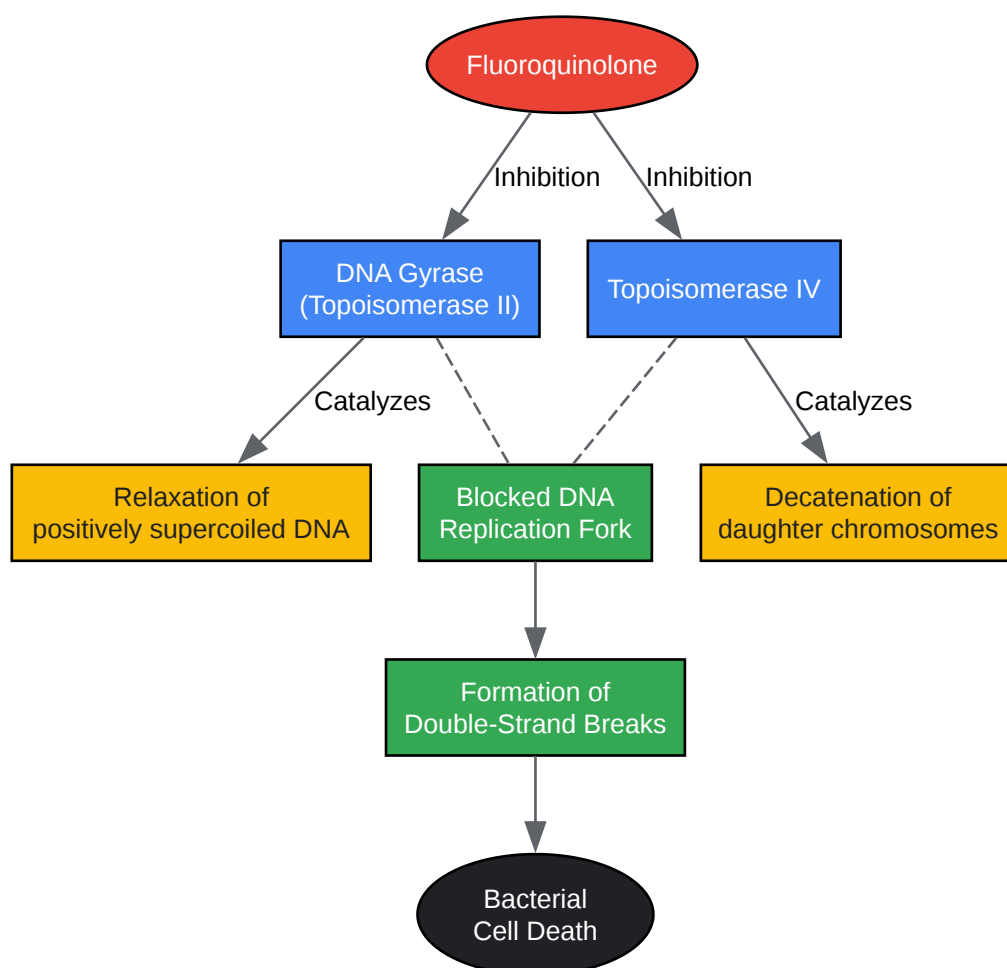 Fluoroquinolone
Inhibition
Inhibition
DNA Gyrase
(Topoisomerase II)
Topoisomerase IV
Catalyzes
Catalyzes
Relaxation of
positively supercoiled DNA
Blocked DNA
Replication Fork
Decatenation of
daughter chromosomes
Formation of
Double-Strand Breaks
Bacterial
Cell Death